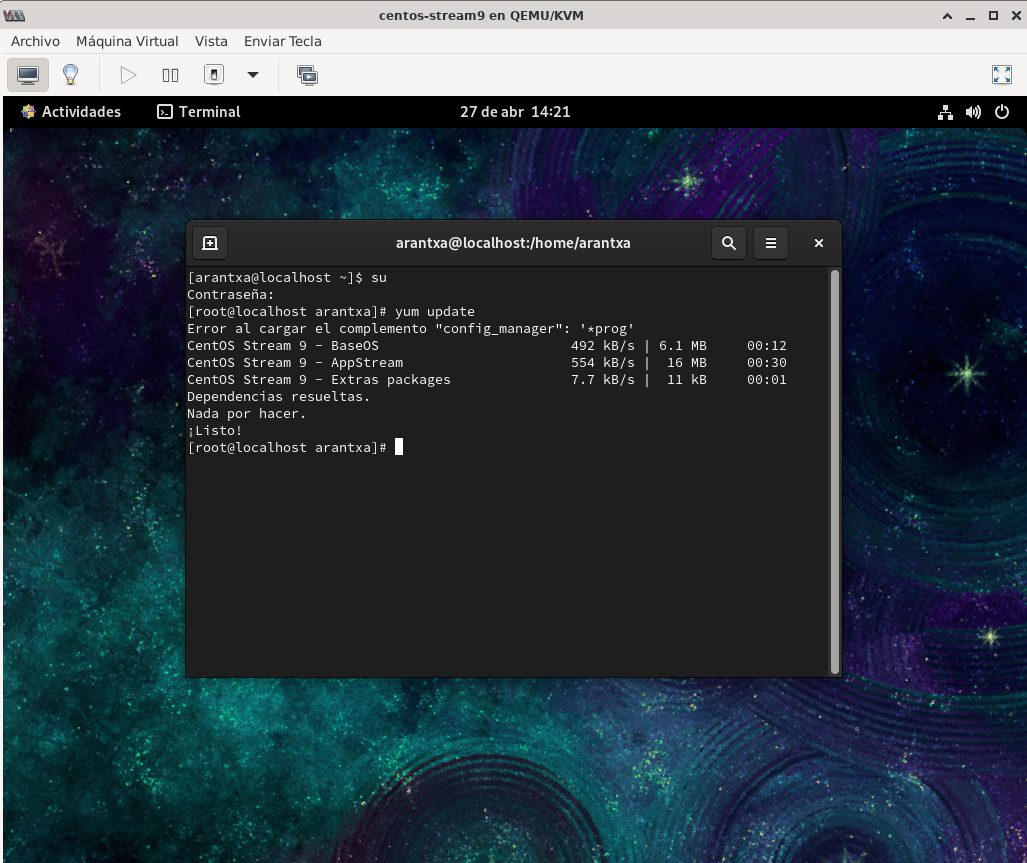 centos-stream9 en QEMU/KVM
Archivo Máquina Virtual Vista Enviar Tecla
Actividades Terminal 27 de abr 14:21
arantxa@localhost:/home/arantxa
[arantxa@localhost ~]$ su
Contraseña:
[root@localhost arantxa]# yum update
Error al cargar el complemento "config_manager": '*prog'
CentOS Stream 9 - BaseOS 492 kB/s | 6.1 MB 00:12
CentOS Stream 9 - AppStream 554 kB/s | 16 MB 00:30
CentOS Stream 9 - Extras packages 7.7 kB/s | 11 kB 00:01
Dependencias resueltas.
Nada por hacer.
¡Listo!
[root@localhost arantxa]#